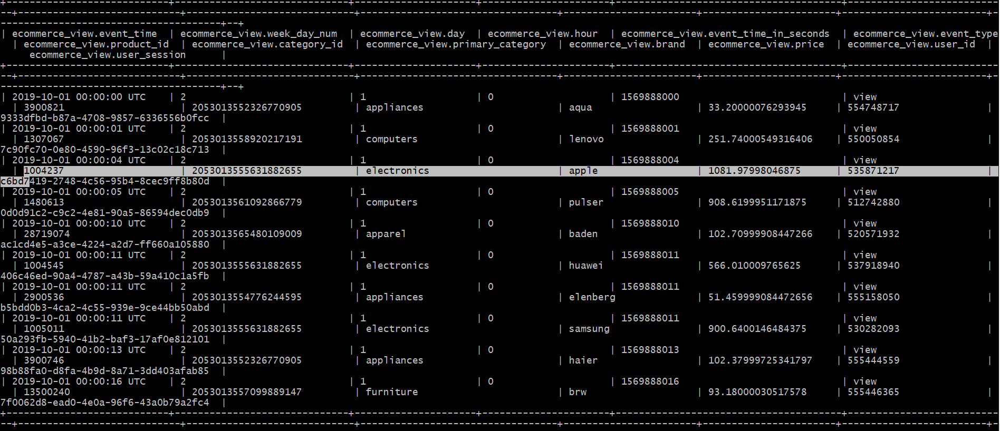 | ecommerce_view.event_time | ecommerce_view.week_day_num | ecommerce_view.day | ecommerce_view.hour | ecommerce_view.event_time_in_seconds | ecommerce_view.event_type
| ecommerce_view.product_id | ecommerce_view.category_id | ecommerce_view.primary_category | ecommerce_view.brand | ecommerce_view.price | ecommerce_view.user_id |
ecommerce_view.user_session |
| 2019-10-01 00:00:00 UTC | 2 | 1 | 0 | 1569888000 | view
| 3900821 | 2053013552326770905 | appliances | aqua | 33.20000076293945 | 554748717 |
9333dfbd-b87a-4708-9857-6336556b0fcc |
| 2019-10-01 00:00:01 UTC | 2 | 1 | 0 | 1569888001 | view
| 1307067 | 2053013558920217191 | computers | lenovo | 251.74000549316406 | 550050854 |
7c90fc70-0e80-4590-96f3-13c02c18c713 |
| 2019-10-01 00:00:04 UTC | 2 | 1 | 0 | 1569888004 | view
| 1004237 | 2053013555631882655 | electronics | apple | 1081.97998046875 | 535871217 |
c6bd7419-2748-4c56-95b4-8cec9ff8b80d |
| 2019-10-01 00:00:05 UTC | 2 | 1 | 0 | 1569888005 | view
| 1480613 | 2053013561092866779 | computers | pulser | 908.6199951171875 | 512742880 |
0d0d91c2-c9c2-4e81-90a5-86594dec0db9 |
| 2019-10-01 00:00:10 UTC | 2 | 1 | 0 | 1569888010 | view
| 28719074 | 2053013565480109009 | apparel | baden | 102.70999908447266 | 520571932 |
ac1cd4e5-a3ce-4224-a2d7-ff660a105880 |
| 2019-10-01 00:00:11 UTC | 2 | 1 | 0 | 1569888011 | view
| 1004545 | 2053013555631882655 | electronics | huawei | 566.010009765625 | 537918940 |
406c46ed-90a4-4787-a43b-59a410c1a5fb |
| 2019-10-01 00:00:11 UTC | 2 | 1 | 0 | 1569888011 | view
| 2900536 | 2053013554776244595 | appliances | elenberg | 51.459999084472656 | 555158050 |
b5bdd0b3-4ca2-4c55-939e-9ce44bb50abd |
| 2019-10-01 00:00:11 UTC | 2 | 1 | 0 | 1569888011 | view
| 1005011 | 2053013555631882655 | electronics | samsung | 900.6400146484375 | 530282093 |
50a293fb-5940-41b2-baf3-17af0e812101 |
| 2019-10-01 00:00:13 UTC | 2 | 1 | 0 | 1569888013 | view
| 3900746 | 2053013552326770905 | appliances | haier | 102.37999725341797 | 555444559 |
98b88fa0-d8fa-4b9d-8a71-3dd403afab85 |
| 2019-10-01 00:00:16 UTC | 2 | 1 | 0 | 1569888016 | view
| 13500240 | 2053013557099889147 | furniture | brw | 93.18000030517578 | 555446365 |
7f0062d8-ead0-4e0a-96f6-43a0b79a2fc4 |